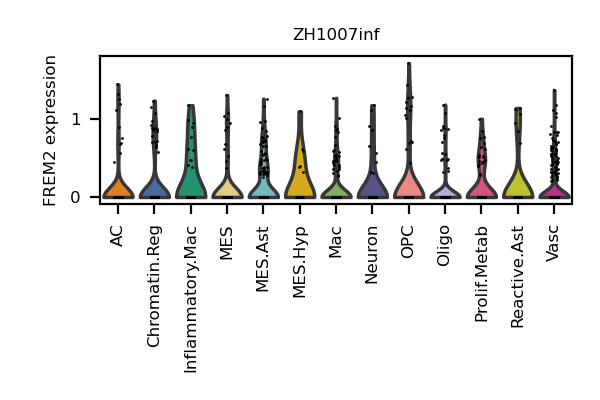 ZH1007inf
FREM2 expression
1
0
AC
Chromatin.Reg
Inflammatory.Mac
MES
MES.Ast
MES.Hyp
Mac
Neuron
OPC
Oligo
Prolif.Metab
Reactive.Ast
Vasc